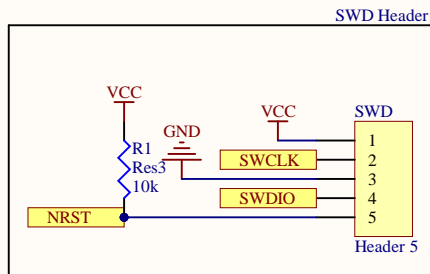 SWD Header
VCC
R1
Res3
10k
GND
VCC
SWD
1
SWCLK 2
3
SWDIO 4
NRST 5
Header 5